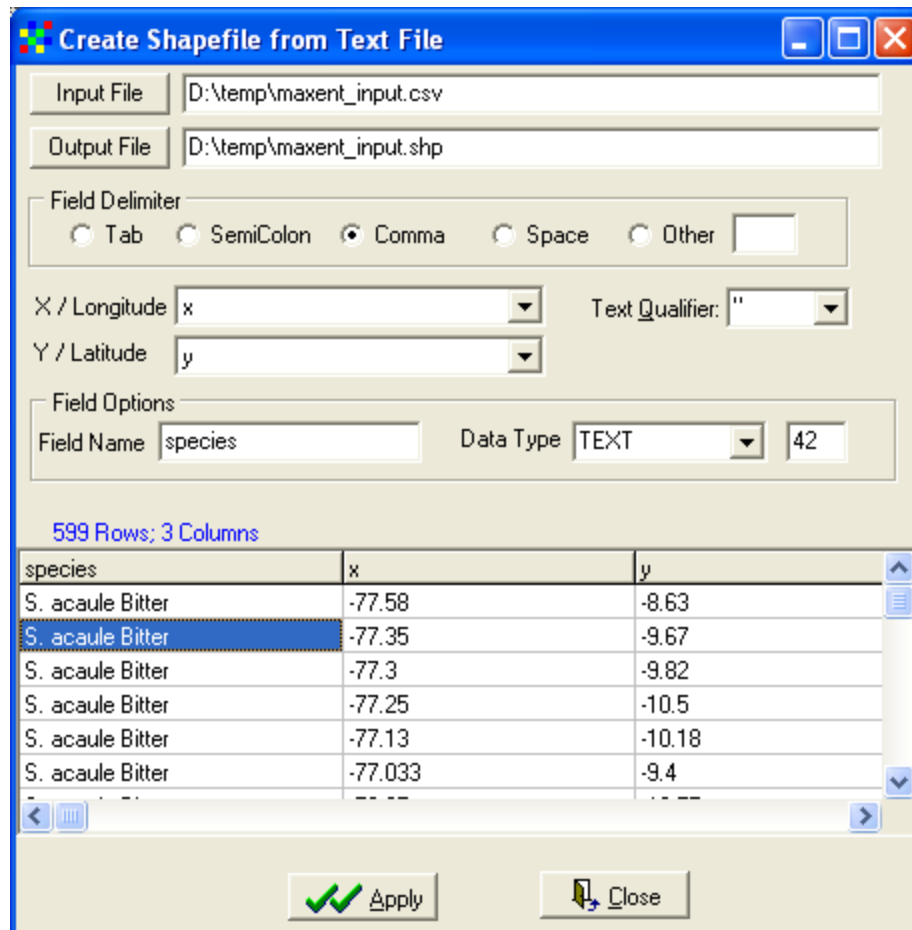 Create Shapefile from Text File
Input File D:\temp\maxent_input.csv
Output File D:\temp\maxent_input.shp
Field Delimiter
Tab SemiColon Comma Space Other
X / Longitude x Text Qualifier: "
Y / Latitude y
Field Options
Field Name species Data Type TEXT 42
599 Rows; 3 Columns
species x y
S. acaule Bitter -77.58 -8.63
S. acaule Bitter -77.35 -9.67
S. acaule Bitter -77.3 -9.82
S. acaule Bitter -77.25 -10.5
S. acaule Bitter -77.13 -10.18
S. acaule Bitter -77.033 -9.4
Apply Close